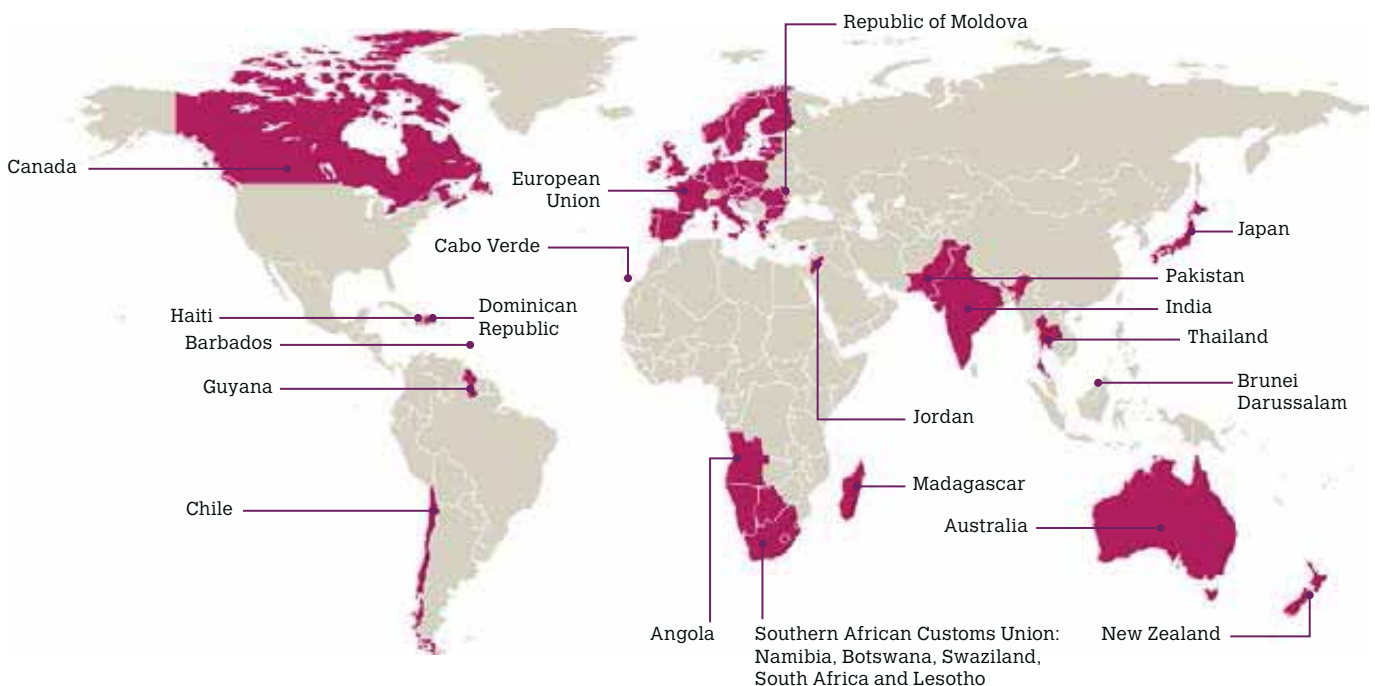 Republic of Moldova
Canada
European
Union
Cabo Verde
Japan
Pakistan
India
Haiti
Dominican
Republic
Barbados
Thailand
Guyana
Brunei
Darussalam
Jordan
Madagascar
Chile
Australia
Angola
Southern African Customs Union:
Namibia, Botswana, Swaziland,
South Africa and Lesotho
New Zealand